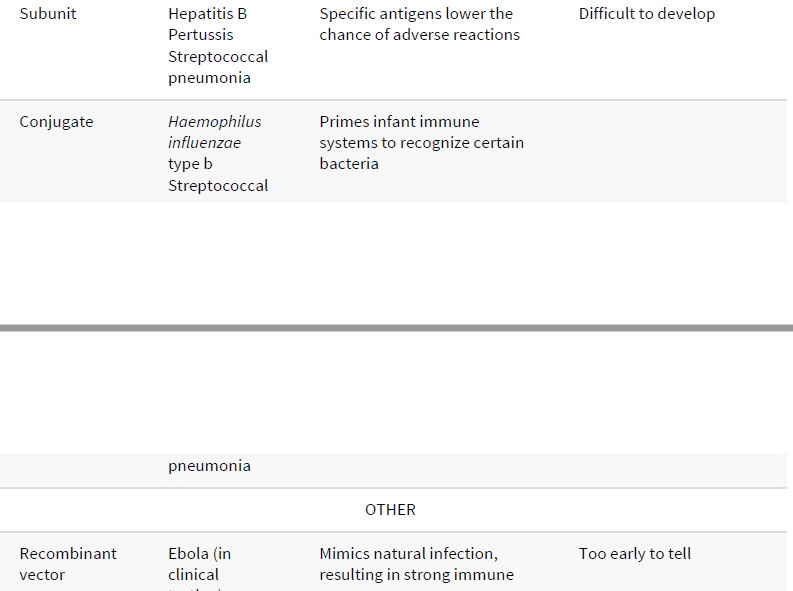 Subunit
Hepatitis B
Pertussis
Streptococcal
pneumonia
Specific antigens lower the
chance of adverse reactions
Difficult to develop
Conjugate
Haemophilus
influenzae
type b
Streptococcal
Primes infant immune
systems to recognize certain
bacteria
pneumonia
OTHER
Recombinant
vector
Ebola (in
clinical
Mimics natural infection,
resulting in strong immune
Too early to tell